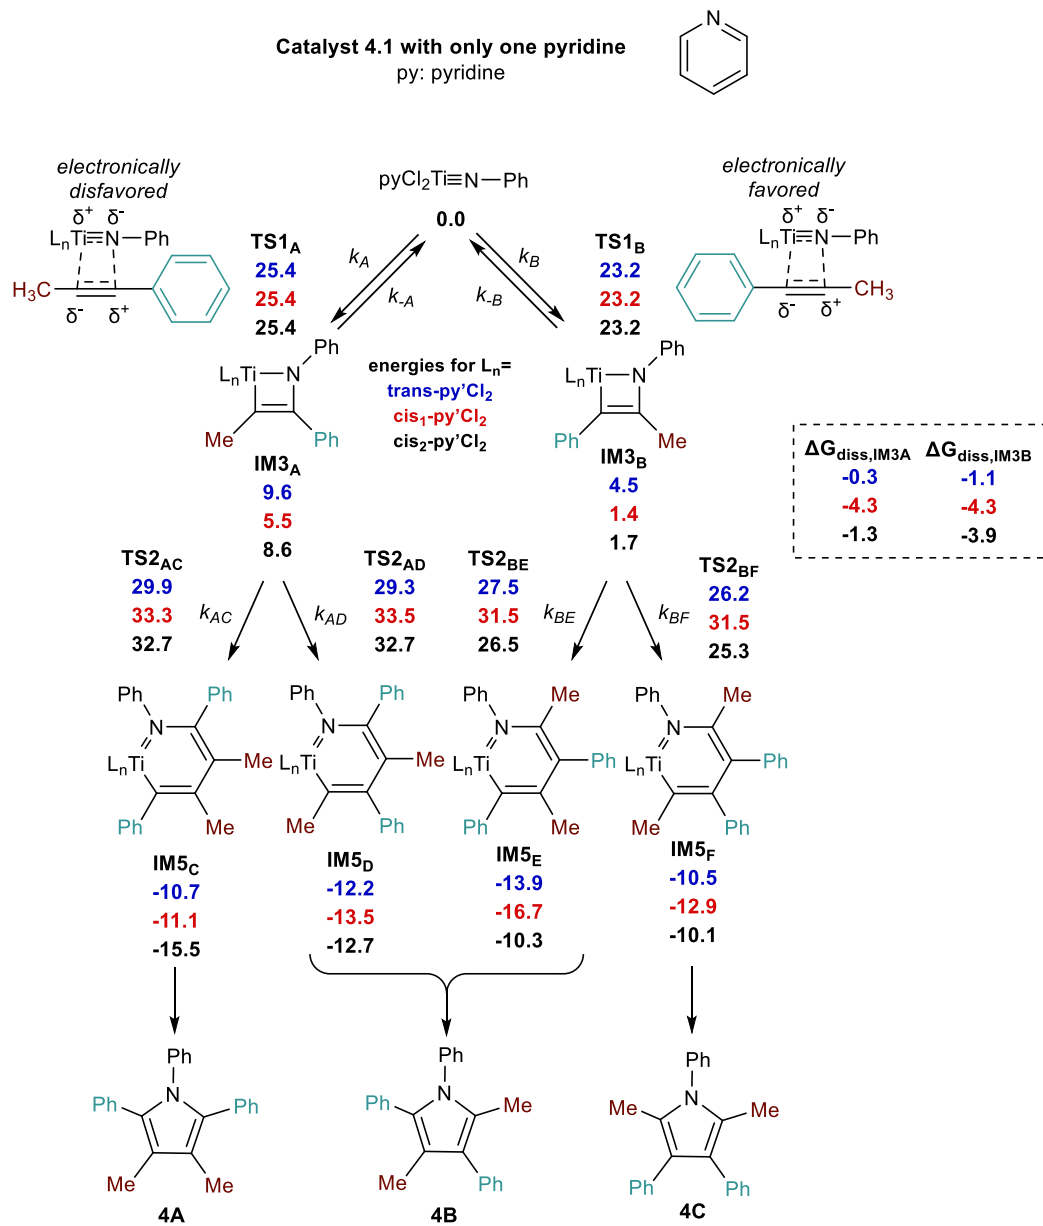 Catalyst 4.1 with only one pyridine
py: pyridine
N
electronically
disfavored
δ+ δ-
LnTi≡N—Ph
H3C
δ- δ+
pyCl2Ti≡N—Ph
0.0
electronically
favored
δ+ δ-
LnTi≡N—Ph
CH3
δ- δ+
TS1A
25.4
25.4
25.4
kA
k-A
kB
k-B
TS1B
23.2
23.2
23.2
Ph
LnTi N
Me Ph
IM3A
9.6
5.5
8.6
energies for Ln=
trans-py'Cl2
cis1-py'Cl2
cis2-py'Cl2
Ph
LnTi N
Ph Me
IM3B
4.5
1.4
1.7
ΔGdiss,IM3A ΔGdiss,IM3B
-0.3 -1.1
-4.3 -4.3
-1.3 -3.9
TS2AC
29.9
33.3
32.7
kAC
kAD
TS2AD
29.3
33.5
32.7
TS2BE
27.5
31.5
26.5
kBE
kBF
TS2BF
26.2
31.5
25.3
Ph Ph
N
LnTi Me
Ph Me
IM5C
-10.7
-11.1
-15.5
Ph Ph
N
LnTi Me
Me Ph
IM5D
-12.2
-13.5
-12.7
Ph Me
N
LnTi Ph
Ph Me
IM5E
-13.9
-16.7
-10.3
Ph Me
N
LnTi Ph
Me Ph
IM5F
-10.5
-12.9
-10.1
Ph
Ph N Ph
Me Me
4A
Ph
Ph N Me
Me Ph
4B
Ph
Me N Me
Ph Ph
4C